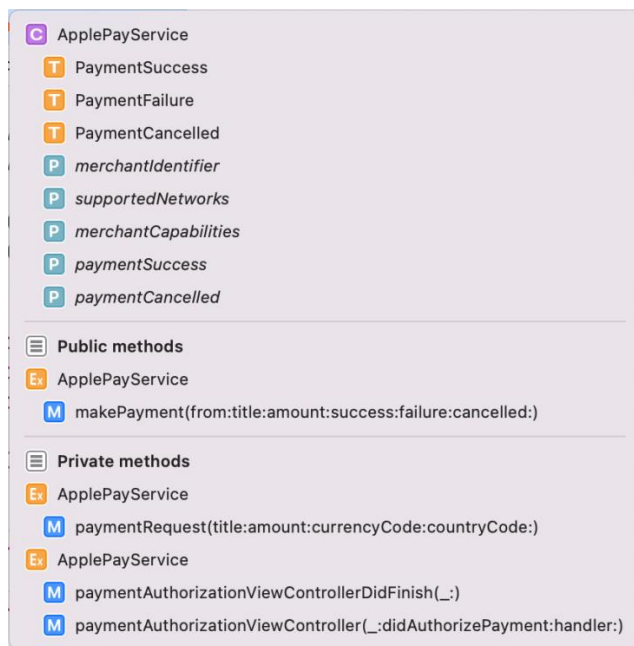 C ApplePayService
T PaymentSuccess
T PaymentFailure
T PaymentCancelled
P merchantIdentifier
P supportedNetworks
P merchantCapabilities
P paymentSuccess
P paymentCancelled
Public methods
Ex ApplePayService
M makePayment(from:title:amount:success:failure:cancelled:)
Private methods
Ex ApplePayService
M paymentRequest(title:amount:currencyCode:countryCode:)
Ex ApplePayService
M paymentAuthorizationViewControllerDidFinish(_:)
M paymentAuthorizationViewController(_:didAuthorizePayment:handler:)